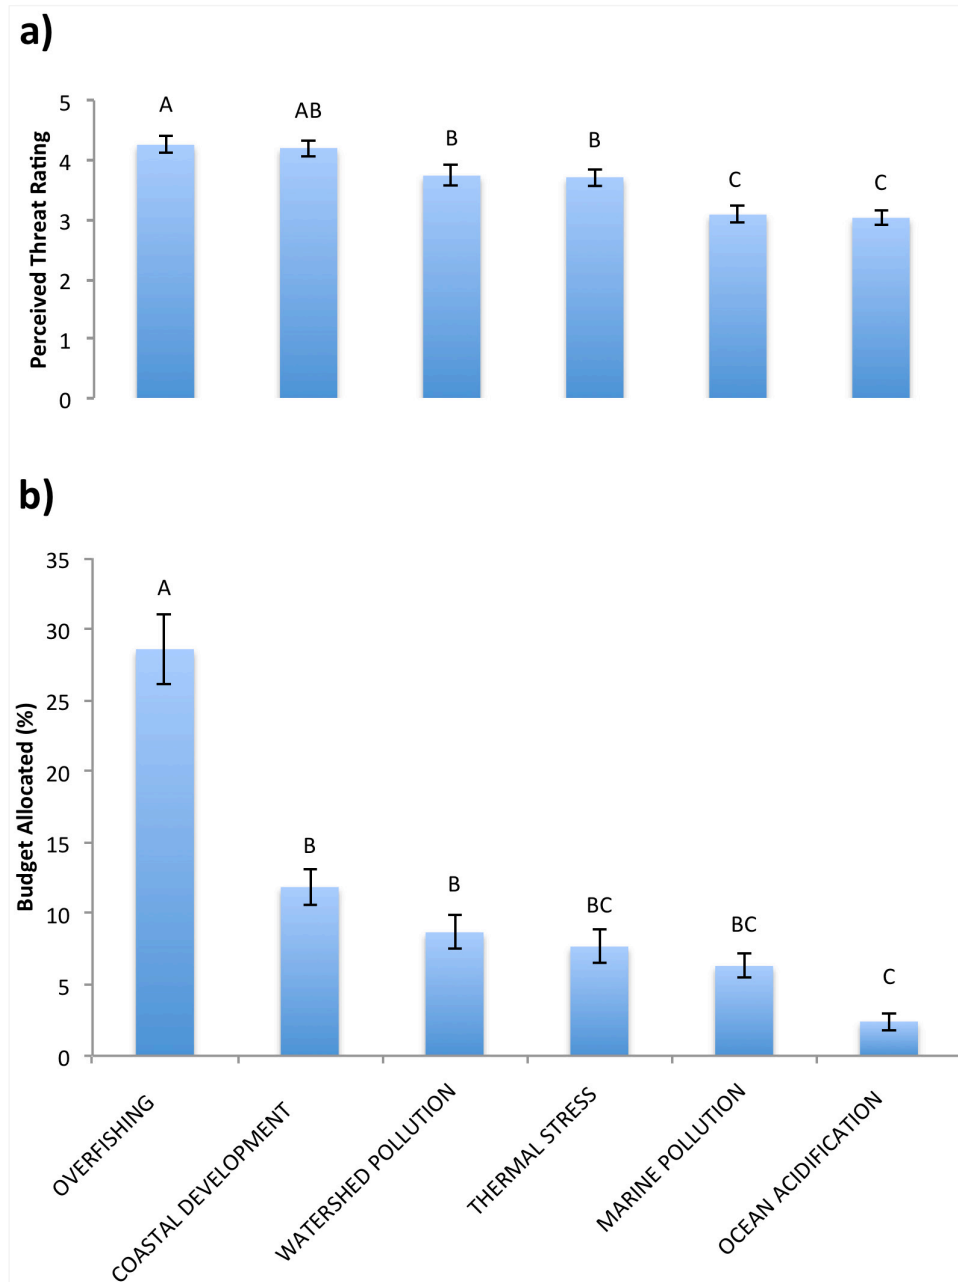 a)
Perceived Threat Rating
5
4
3
2
1
0
A
AB
B
B
C
C
b)
Budget Allocated (%)
35
30
25
20
15
10
5
0
A
B
B
BC
BC
C
OVERFISHING
COASTAL DEVELOPMENT
WATERSHED POLLUTION
THERMAL STRESS
MARINE POLLUTION
OCEAN ACIDIFICATION